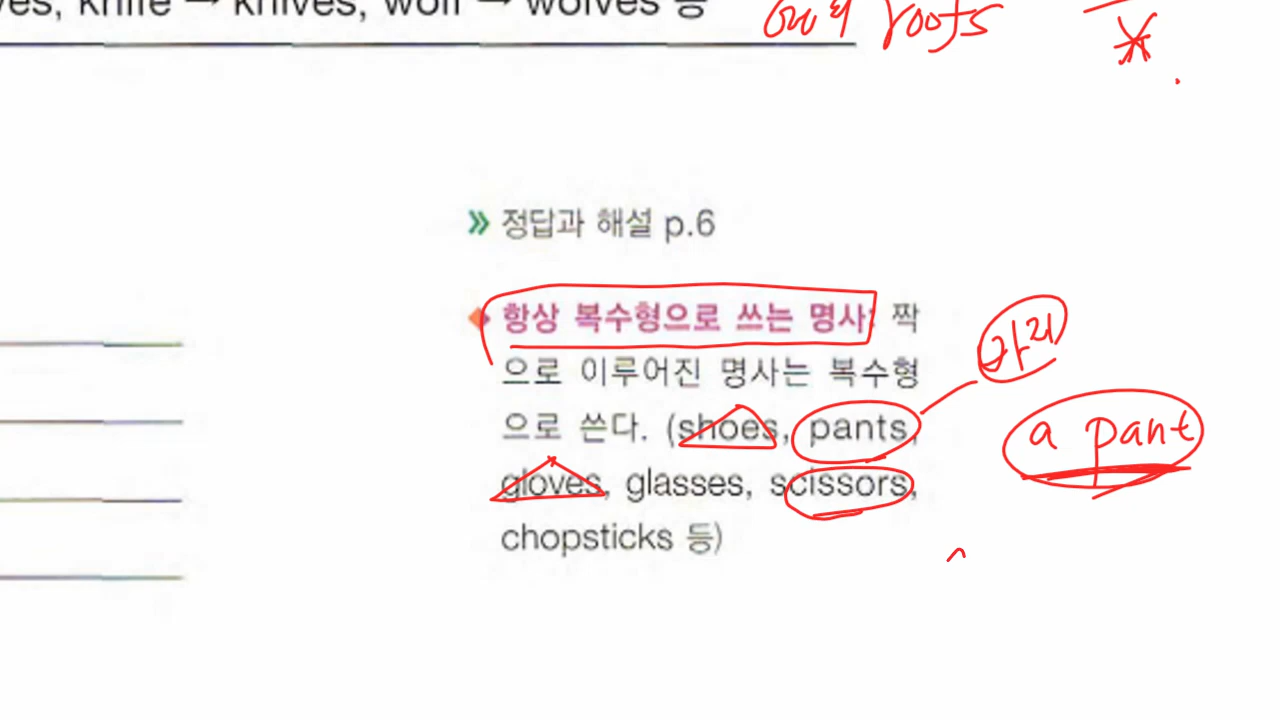 ves, knife → knives, wolf → wolves 등
roofs
정답과 해설 p.6
항상 복수형으로 쓰는 명사: 짝
으로 이루어진 명사는 복수형
으로 쓴다. (shoes, pants,
gloves, glasses, scissors,
chopsticks 등)
a pant